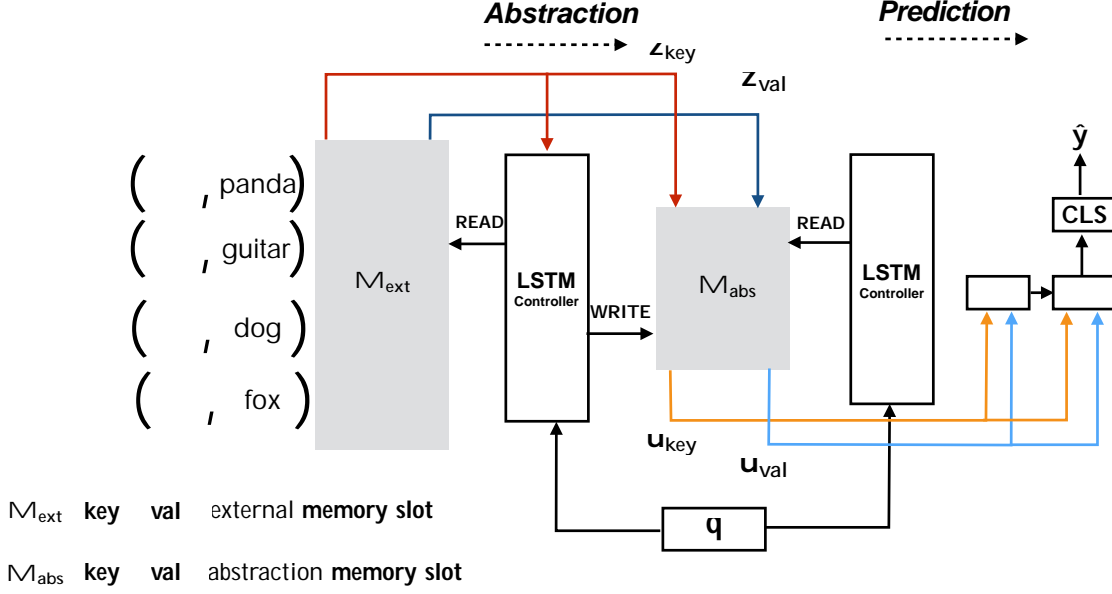 Abstraction
Prediction
zkey
zval
ŷ
( , panda)
READ
READ
CLS
( , guitar)
Mext
LSTM
Controller
Mabs
LSTM
Controller
WRITE
( , dog)
( , fox)
ukey
uval
q
Mext key val external memory slot
Mabs key val abstraction memory slot